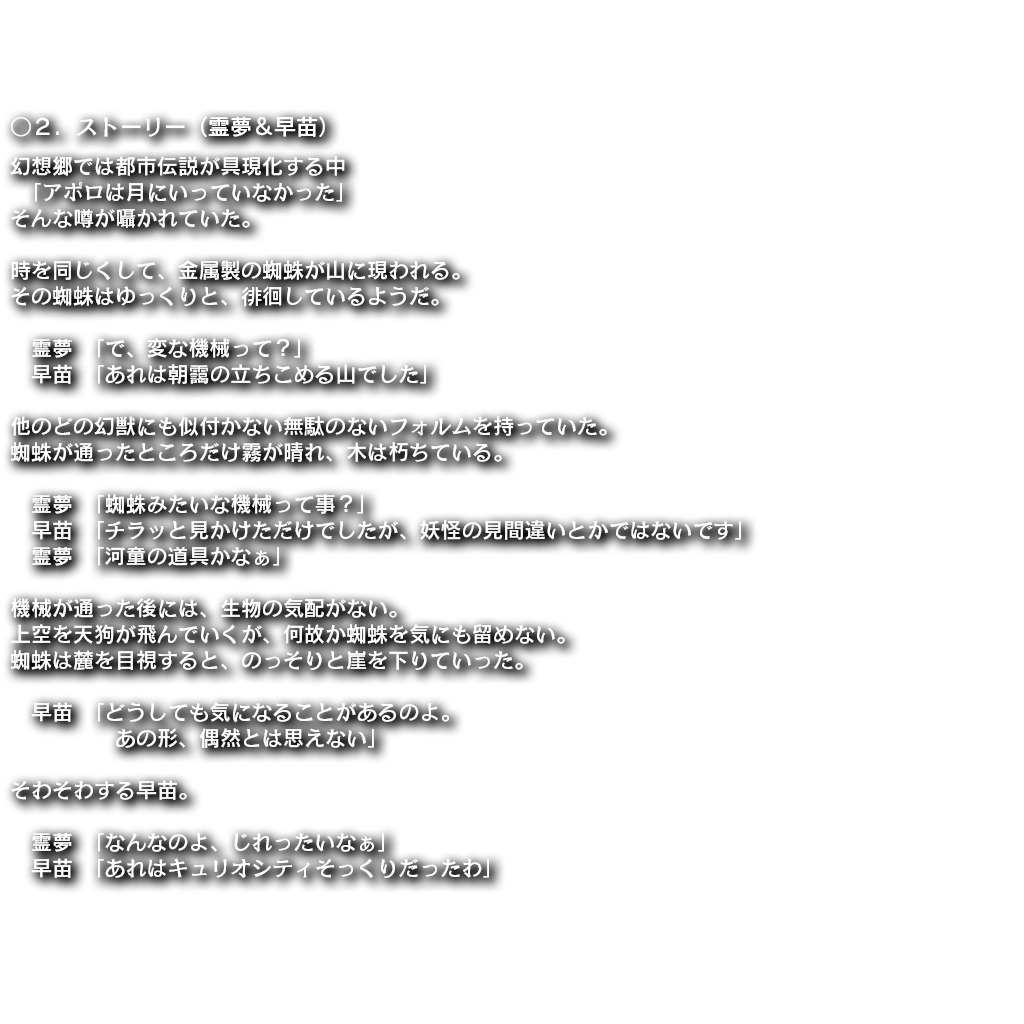 ○２．ストーリー（霊夢＆早苗）
幻想郷では都市伝説が具現化する中
「アポロは月にいっていなかった」
そんな噂が囁かれていた。
時を同じくして、金属製の蜘蛛が山に現われる。
その蜘蛛はゆっくりと、徘徊しているようだ。
霊夢　「で、変な機械って？」
早苗　「あれは朝靄の立ちこめる山でした」
他のどの幻獣にも似付かない無駄のないフォルムを持っていた。
蜘蛛が通ったところだけ霧が晴れ、木は朽ちている。
霊夢　「蜘蛛みたいな機械って事？」
早苗　「チラッと見かけただけでしたが、妖怪の見間違いとかではないです」
霊夢　「河童の道具かなぁ」
機械が通った後には、生物の気配がない。
上空を天狗が飛んでいくが、何故か蜘蛛を気にも留めない。
蜘蛛は麓を目視すると、のっそりと崖を下りていった。
早苗　「どうしても気になることがあるのよ。
あの形、偶然とは思えない」
そわそわする早苗。
霊夢　「なんなのよ、じれったいなぁ」
早苗　「あれはキュリオシティそっくりだったわ」